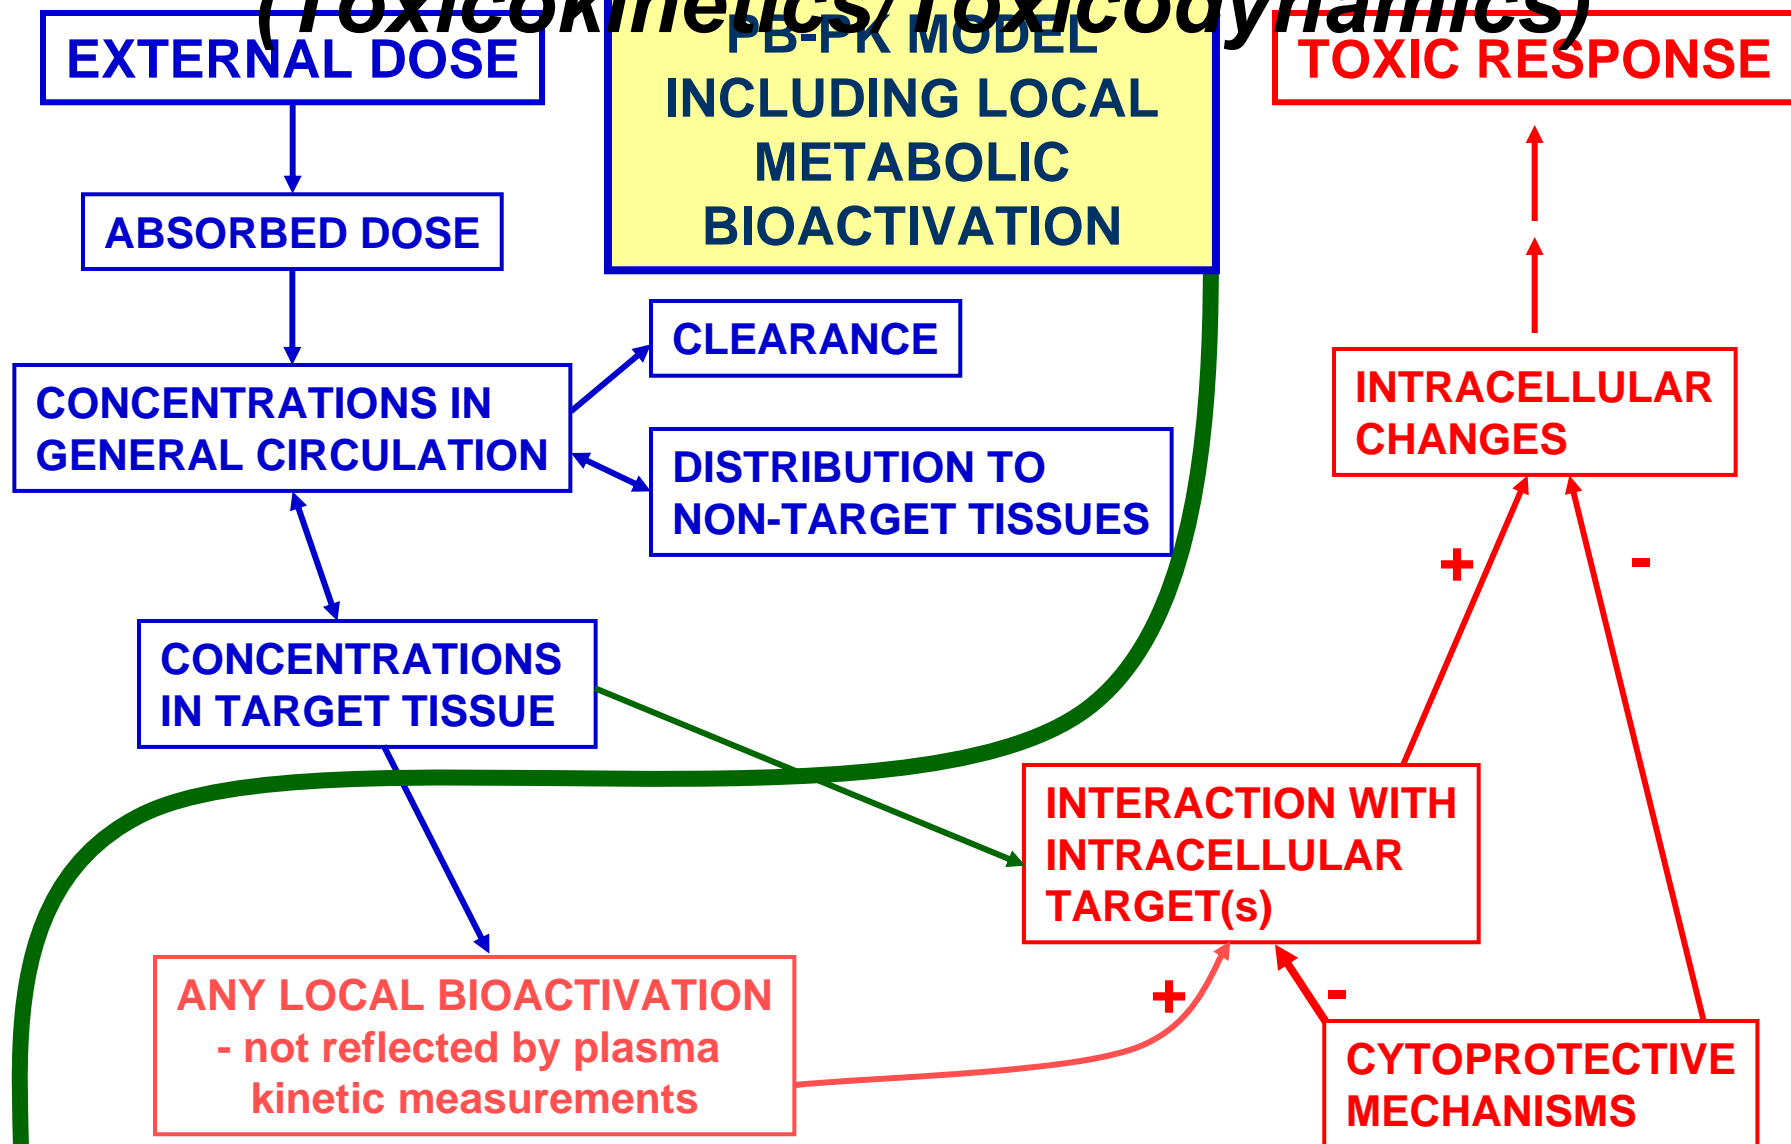 (Toxicokinetics/Toxicodynamics)
EXTERNAL DOSE
PB-PK MODEL
INCLUDING LOCAL
METABOLIC
BIOACTIVATION
TOXIC RESPONSE
ABSORBED DOSE
CLEARANCE
CONCENTRATIONS IN
GENERAL CIRCULATION
DISTRIBUTION TO
NON-TARGET TISSUES
INTRACELLULAR
CHANGES
+
-
CONCENTRATIONS
IN TARGET TISSUE
INTERACTION WITH
INTRACELLULAR
TARGET(s)
ANY LOCAL BIOACTIVATION
- not reflected by plasma
kinetic measurements
+
-
CYTOPROTECTIVE
MECHANISMS